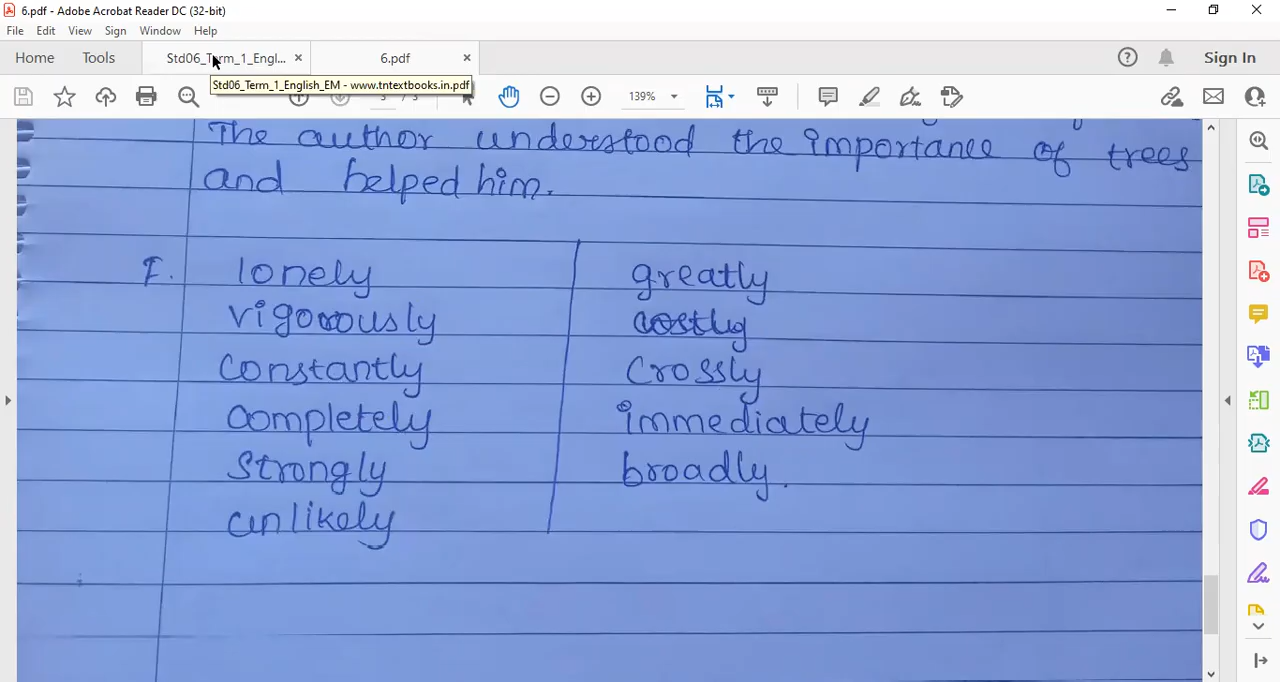 6.pdf - Adobe Acrobat Reader DC (32-bit)
File Edit View Sign Window Help
Home Tools Std06_Term_1_Engl... 6.pdf Sign In
Std06_Term_1_English_EM - www.tntextbooks.in.pdf
139%
The author understood the importance of trees
and helped him.
F. lonely greatly
vigorously costly
constantly crossly
completely immediately
strongly broadly.
unlikely